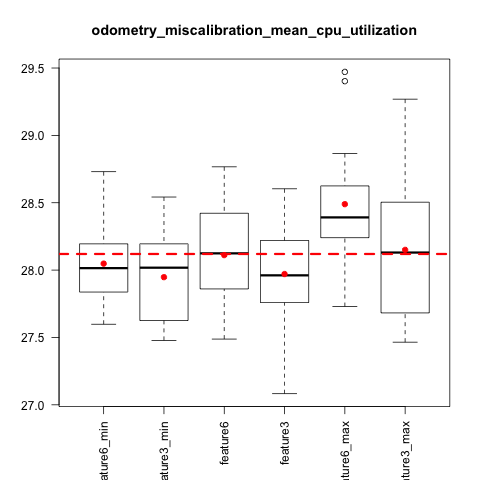 odometry_miscalibration_mean_cpu_utilization
29.5
29.0
28.5
28.0
27.5
27.0
ature6_min
ature3_min
feature6
feature3
ture6_max
ture3_max